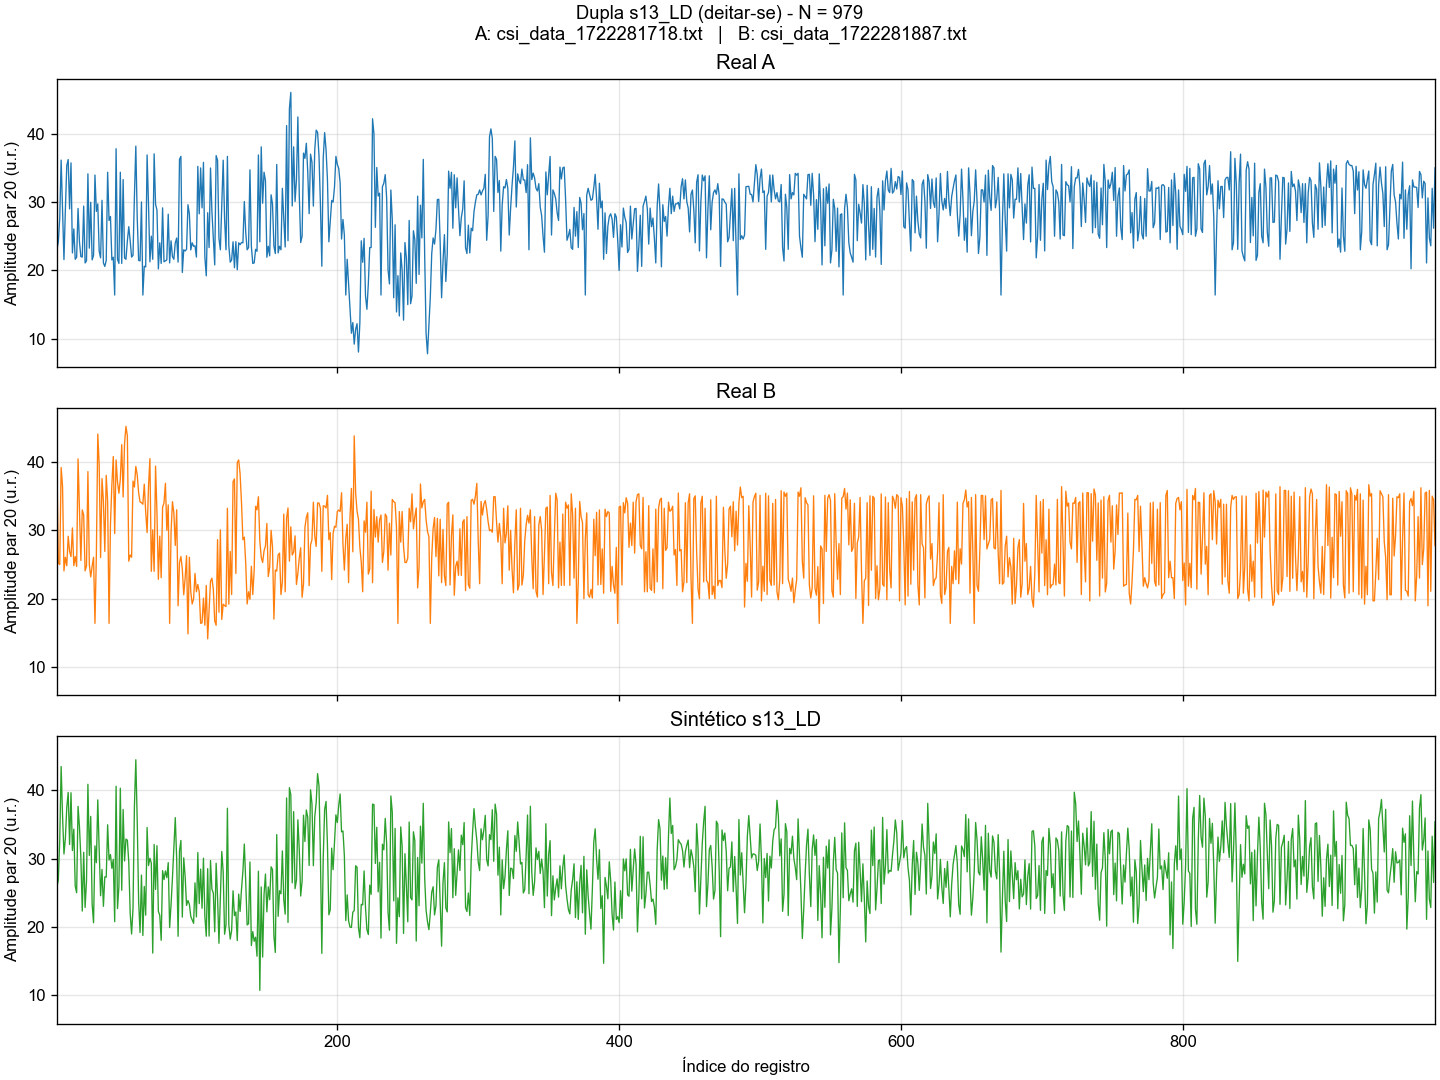 Dupla s13_LD (deitar-se) - N = 979
A: csi_data_1722281718.txt | B: csi_data_1722281887.txt
Real A
Amplitude par 20 (u.r.)
40
30
20
10
Real B
Amplitude par 20 (u.r.)
40
30
20
10
Sintético s13_LD
Amplitude par 20 (u.r.)
40
30
20
10
200 400 600 800
Índice do registro